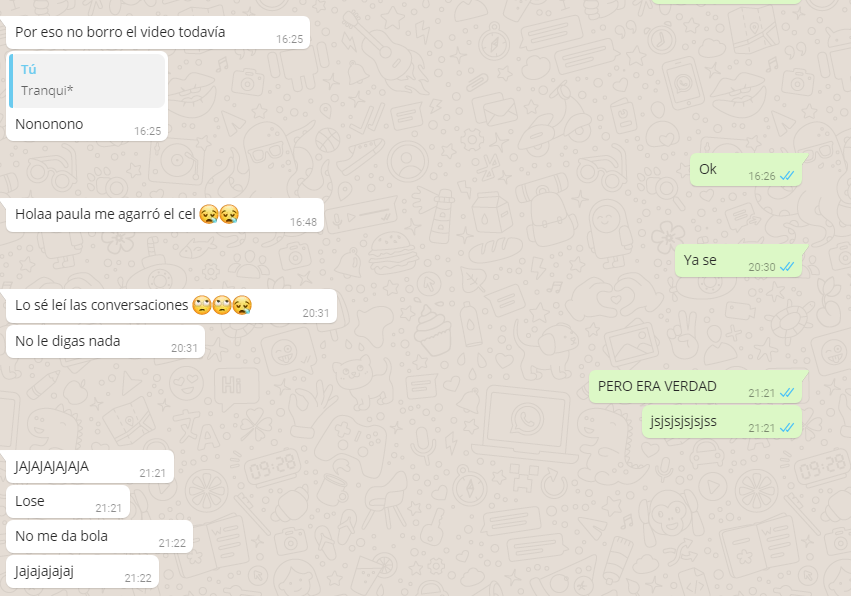 Por eso no borro el video todavía
16:25
Tú
Tranqui*
Nononono
16:25
Ok
16:26
Holaa paula me agarró el cel 😪😪
16:48
Ya se
20:30
Lo sé leí las conversaciones 🙄🙄😪
20:31
No le digas nada
20:31
PERO ERA VERDAD
21:21
jsjsjsjsjsjss
21:21
JAJAJAJAJAJA
21:21
Lose
21:21
No me da bola
21:22
Jajajajajaj
21:22